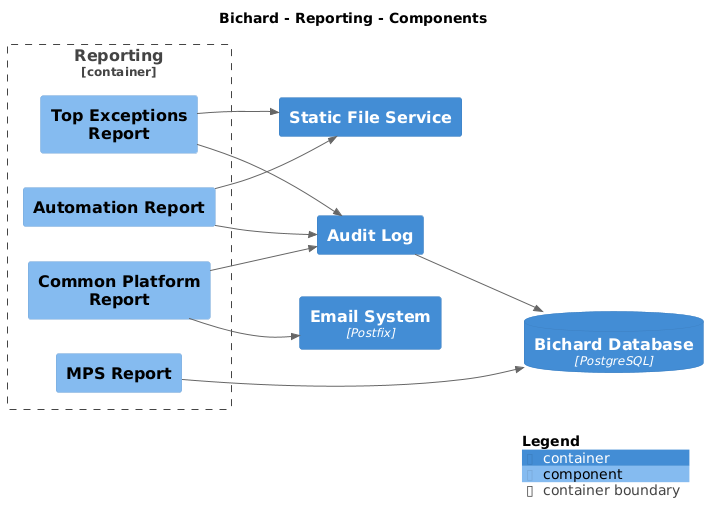 Bichard - Reporting - Components
Reporting
[container]
Top Exceptions
Report
Static File Service
Automation Report
Audit Log
Common Platform
Report
Email System
[Postfix]
Bichard Database
[PostgreSQL]
MPS Report
Legend
container
component
container boundary